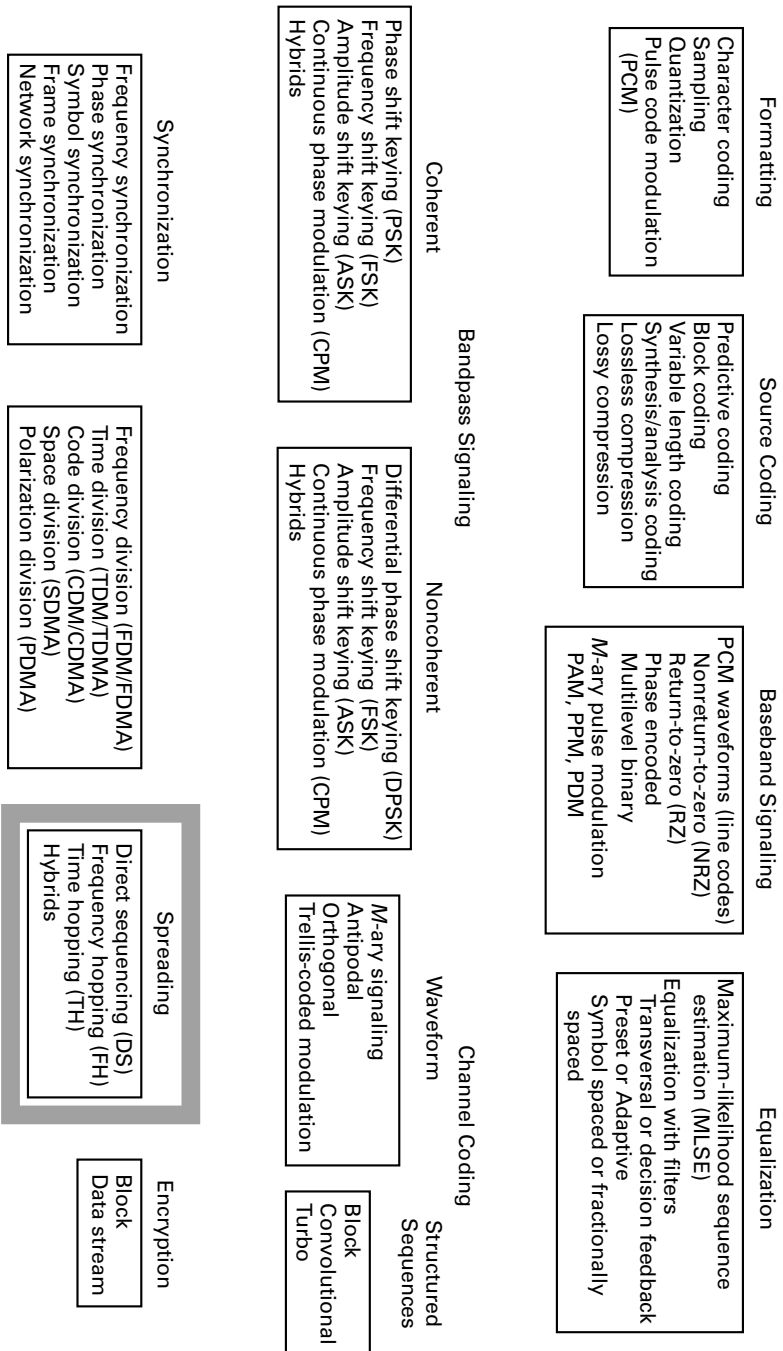 Formatting
Character coding
Sampling
Quantization
Pulse code modulation
(PCM)
Source Coding
Predictive coding
Block coding
Variable length coding
Synthesis/analysis coding
Lossless compression
Lossy compression
Baseband Signaling
PCM waveforms (line codes)
Nonreturn-to-zero (NRZ)
Return-to-zero (RZ)
Phase encoded
Multilevel binary
M-ary pulse modulation
PAM, PPM, PDM
Equalization
Maximum-likelihood sequence
estimation (MLSE)
Equalization with filters
Transversal or decision feedback
Preset or Adaptive
Symbol spaced or fractionally
spaced
Bandpass Signaling
Coherent
Phase shift keying (PSK)
Frequency shift keying (FSK)
Amplitude shift keying (ASK)
Continuous phase modulation (CPM)
Hybrids
Noncoherent
Differential phase shift keying (DPSK)
Frequency shift keying (FSK)
Amplitude shift keying (ASK)
Continuous phase modulation (CPM)
Hybrids
Channel Coding
Waveform
M-ary signaling
Antipodal
Orthogonal
Trellis-coded modulation
Structured
Sequences
Block
Convolutional
Turbo
Synchronization
Frequency synchronization
Phase synchronization
Symbol synchronization
Frame synchronization
Network synchronization
Frequency division (FDM/FDMA)
Time division (TDM/TDMA)
Code division (CDM/CDMA)
Space division (SDMA)
Polarization division (PDMA)
Spreading
Direct sequencing (DS)
Frequency hopping (FH)
Time hopping (TH)
Hybrids
Encryption
Block
Data stream